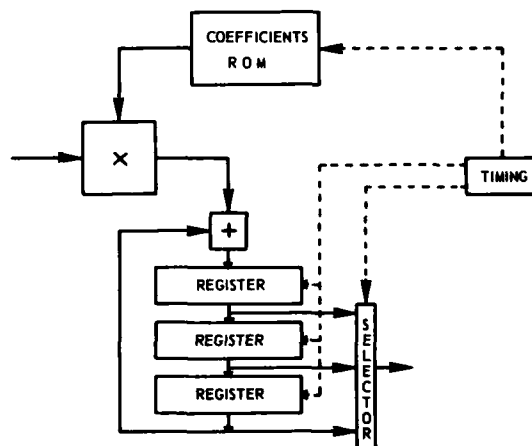 COEFFICIENTS
ROM
×
TIMING
+
REGISTER
REGISTER
REGISTER
SELECTOR